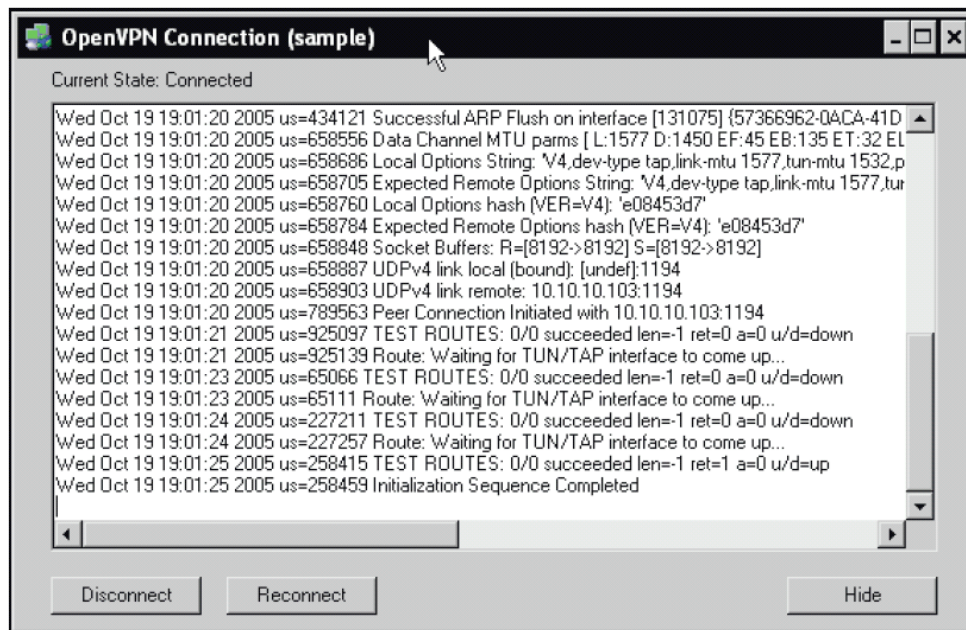 OpenVPN Connection (sample)
Current State: Connected
Wed Oct 19 19:01:20 2005 us=434121 Successful ARP Flush on interface [131075] {57366962-0ACA-41D
Wed Oct 19 19:01:20 2005 us=658556 Data Channel MTU parms [ L:1577 D:1450 EF:45 EB:135 ET:32 EL
Wed Oct 19 19:01:20 2005 us=658686 Local Options String: 'V4,dev-type tap,link-mtu 1577,tun-mtu 1532,p
Wed Oct 19 19:01:20 2005 us=658705 Expected Remote Options String: 'V4,dev-type tap,link-mtu 1577,tur
Wed Oct 19 19:01:20 2005 us=658760 Local Options hash (VER=V4): 'e08453d7'
Wed Oct 19 19:01:20 2005 us=658784 Expected Remote Options hash (VER=V4): 'e08453d7'
Wed Oct 19 19:01:20 2005 us=658848 Socket Buffers: R=[8192->8192] S=[8192->8192]
Wed Oct 19 19:01:20 2005 us=658887 UDPv4 link local (bound): [undef]:1194
Wed Oct 19 19:01:20 2005 us=658903 UDPv4 link remote: 10.10.10.103:1194
Wed Oct 19 19:01:20 2005 us=789563 Peer Connection Initiated with 10.10.10.103:1194
Wed Oct 19 19:01:21 2005 us=925097 TEST ROUTES: 0/0 succeeded len=-1 ret=0 a=0 u/d=down
Wed Oct 19 19:01:21 2005 us=925139 Route: Waiting for TUN/TAP interface to come up...
Wed Oct 19 19:01:23 2005 us=65066 TEST ROUTES: 0/0 succeeded len=-1 ret=0 a=0 u/d=down
Wed Oct 19 19:01:23 2005 us=65111 Route: Waiting for TUN/TAP interface to come up...
Wed Oct 19 19:01:24 2005 us=227211 TEST ROUTES: 0/0 succeeded len=-1 ret=0 a=0 u/d=down
Wed Oct 19 19:01:24 2005 us=227257 Route: Waiting for TUN/TAP interface to come up...
Wed Oct 19 19:01:25 2005 us=258415 TEST ROUTES: 0/0 succeeded len=-1 ret=1 a=0 u/d=up
Wed Oct 19 19:01:25 2005 us=258459 Initialization Sequence Completed
Disconnect Reconnect Hide